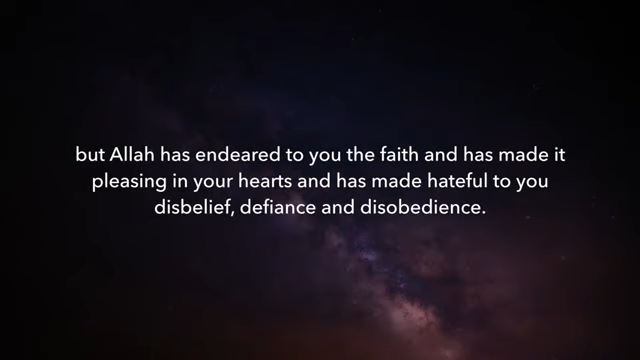 but Allah has endeared to you the faith and has made it
pleasing in your hearts and has made hateful to you
disbelief, defiance and disobedience.